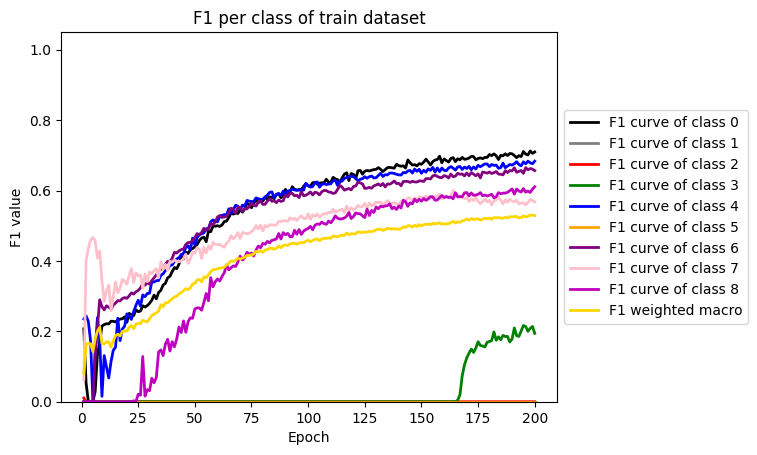 F1 per class of train dataset
F1 value
1.0
0.8
0.6
0.4
0.2
0.0
0
25
50
75
100
125
150
175
200
Epoch
F1 curve of class 0
F1 curve of class 1
F1 curve of class 2
F1 curve of class 3
F1 curve of class 4
F1 curve of class 5
F1 curve of class 6
F1 curve of class 7
F1 curve of class 8
F1 weighted macro